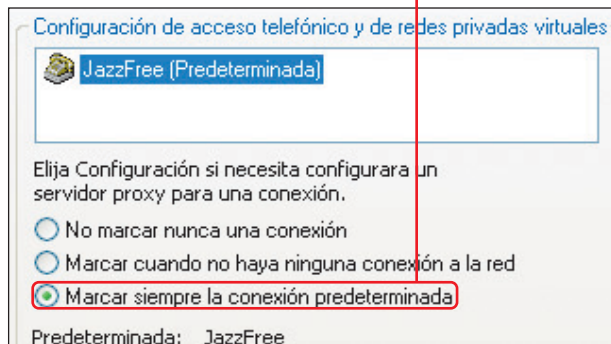 Configuración de acceso telefónico y de redes privadas virtuales
JazzFree (Predeterminada)
Elija Configuración si necesita configurara un
servidor proxy para una conexión.
No marcar nunca una conexión
Marcar cuando no haya ninguna conexión a la red
Marcar siempre la conexión predeterminada
Predeterminada: JazzFree